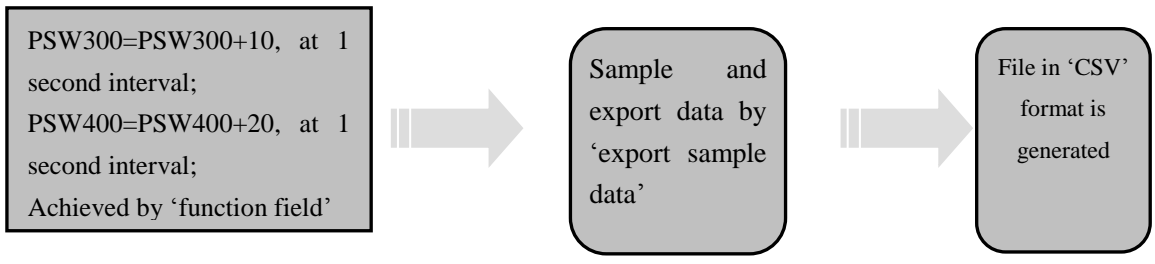 PSW300=PSW300+10, at 1
second interval;
PSW400=PSW400+20, at 1
second interval;
Achieved by ‘function field’
Sample and
export data by
‘export sample
data’
File in ‘CSV’
format is
generated